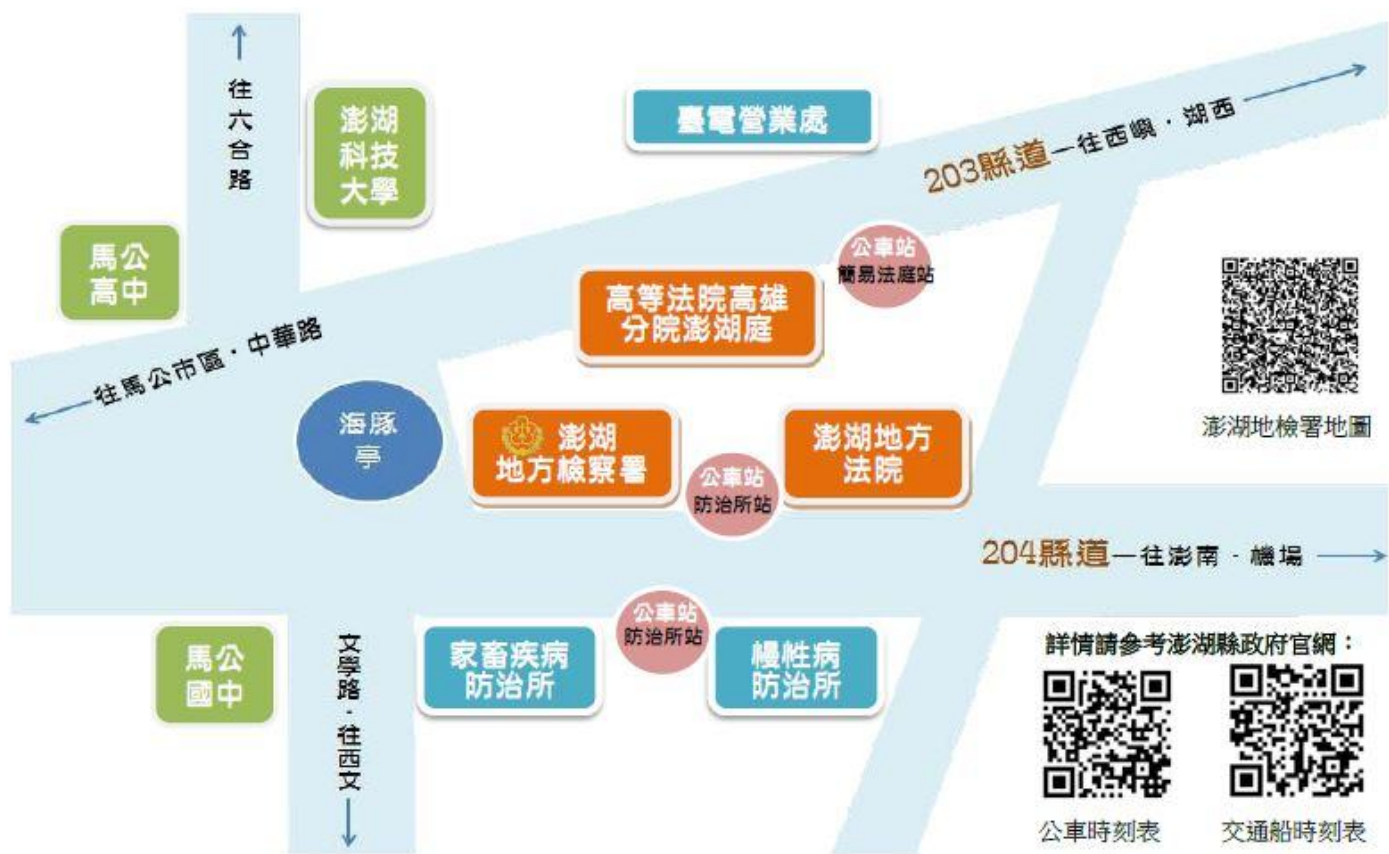 往六合路
澎湖
科技
大學
臺電營業處
203縣道—往西嶼·湖西
馬公
高中
公車站
簡易法庭站
高等法院高雄
分院澎湖庭
往馬公市區·中華路
海豚
亭
澎湖
地方檢察署
公車站
防治所站
澎湖地方
法院
澎湖地檢署地圖
204縣道—往澎南·機場
馬公
國中
文學路·往西文
家畜疾病
防治所
公車站
防治所站
慢性病
防治所
詳情請參考澎湖縣政府官網：
公車時刻表
交通船時刻表